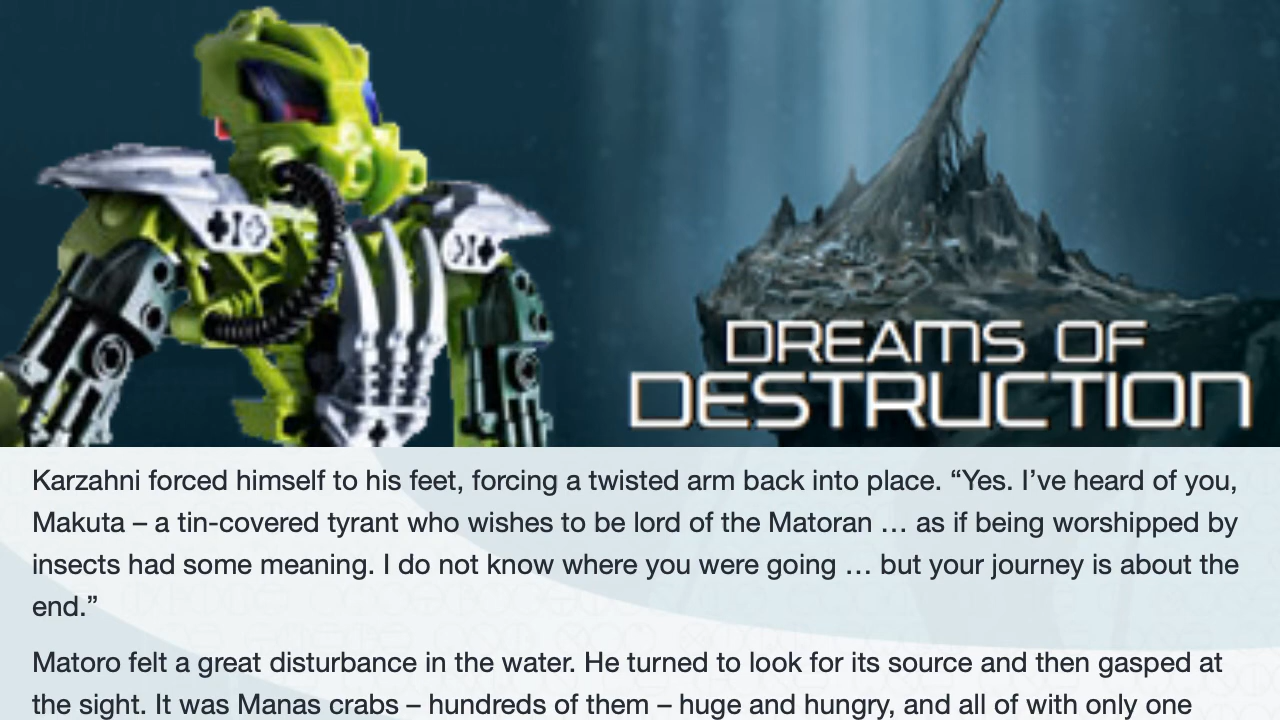 DREAMS OF
DESTRUCTION
Karzahni forced himself to his feet, forcing a twisted arm back into place. “Yes. I’ve heard of you,
Makuta – a tin-covered tyrant who wishes to be lord of the Matoran … as if being worshipped by
insects had some meaning. I do not know where you were going … but your journey is about the
end.”
Matoro felt a great disturbance in the water. He turned to look for its source and then gasped at
the sight. It was Manas crabs – hundreds of them – huge and hungry, and all of with only one